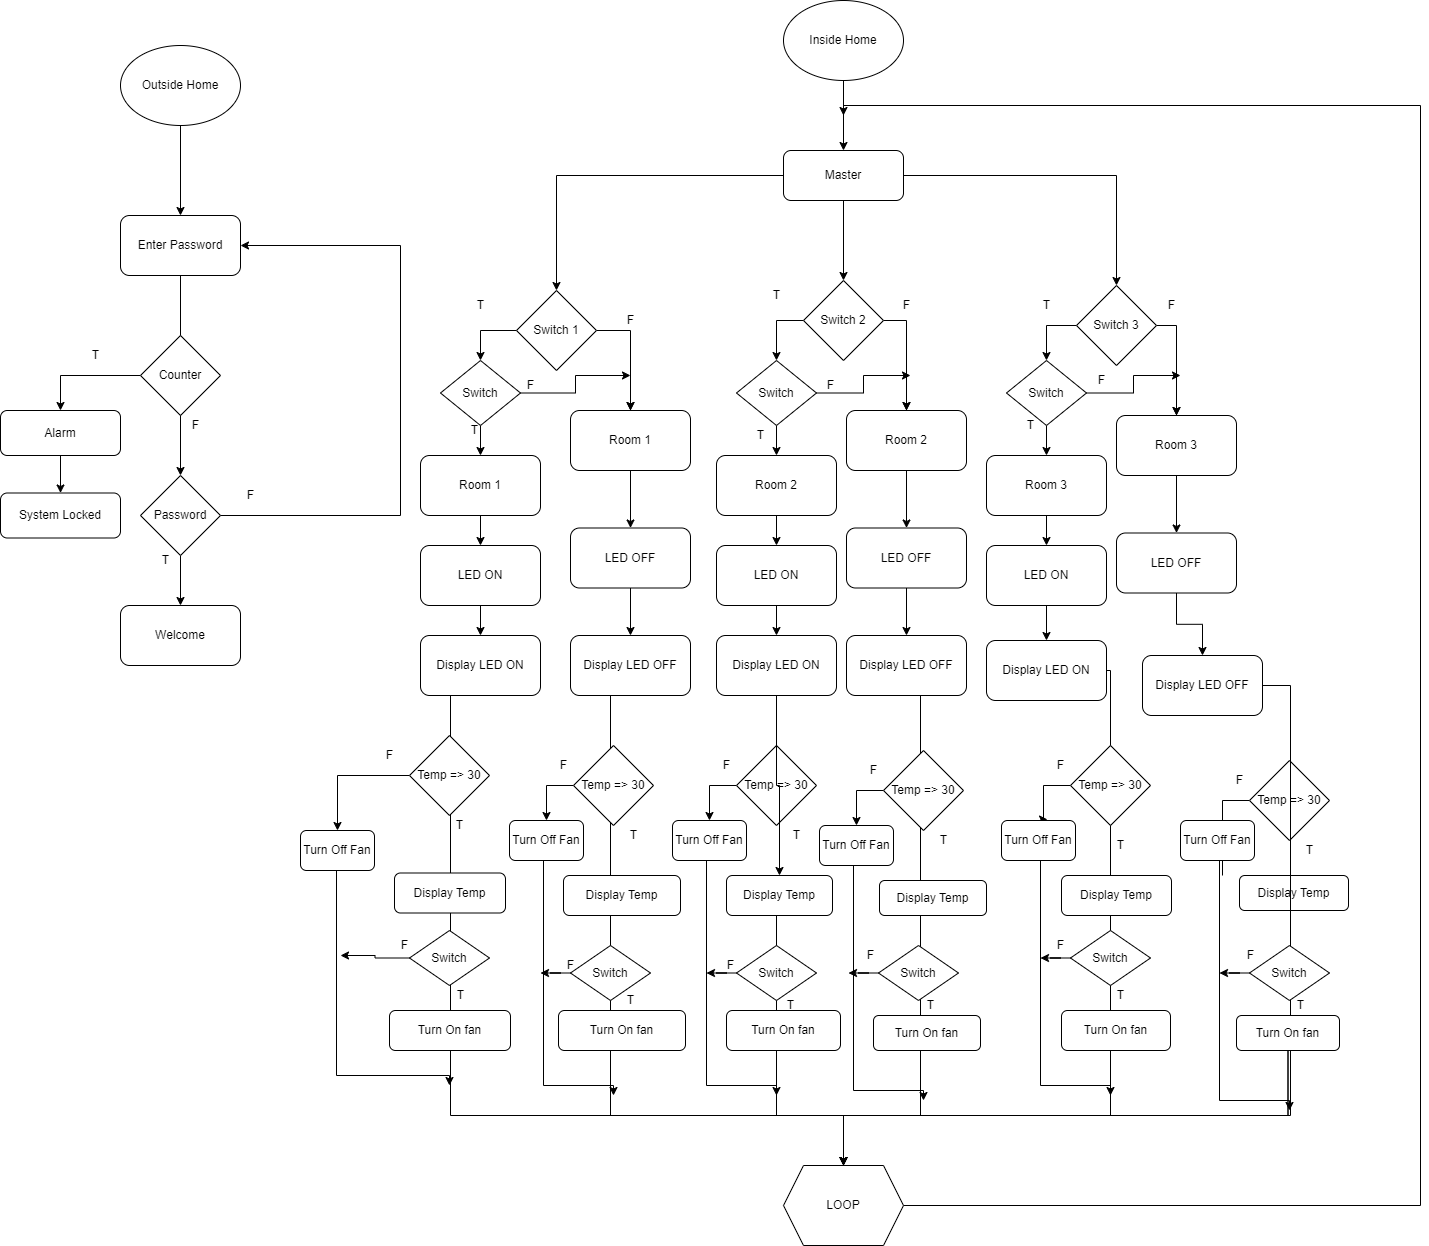 Inside Home
Outside Home
Master
Enter Password
T
F
Switch 1
T
F
Switch 2
T
F
Switch 3
T
Counter
F
Alarm
System Locked
Password
F
T
Welcome
Switch
F
T
Switch
F
T
Switch
F
T
Room 1
Room 1
Room 2
Room 2
Room 3
Room 3
LED ON
LED OFF
LED ON
LED OFF
LED ON
LED OFF
Display LED ON
Display LED OFF
Display LED ON
Display LED OFF
Display LED ON
Display LED OFF
F
Temp => 30
T
F
Temp => 30
T
F
Temp => 30
T
F
Temp => 30
T
F
Temp => 30
T
F
Temp => 30
T
Turn Off Fan
Turn Off Fan
Turn Off Fan
Turn Off Fan
Turn Off Fan
Turn Off Fan
Display Temp
Display Temp
Display Temp
Display Temp
Display Temp
Display Temp
F
Switch
T
F
Switch
T
F
Switch
T
F
Switch
T
F
Switch
T
F
Switch
T
Turn On fan
Turn On fan
Turn On fan
Turn On fan
Turn On fan
Turn On fan
LOOP